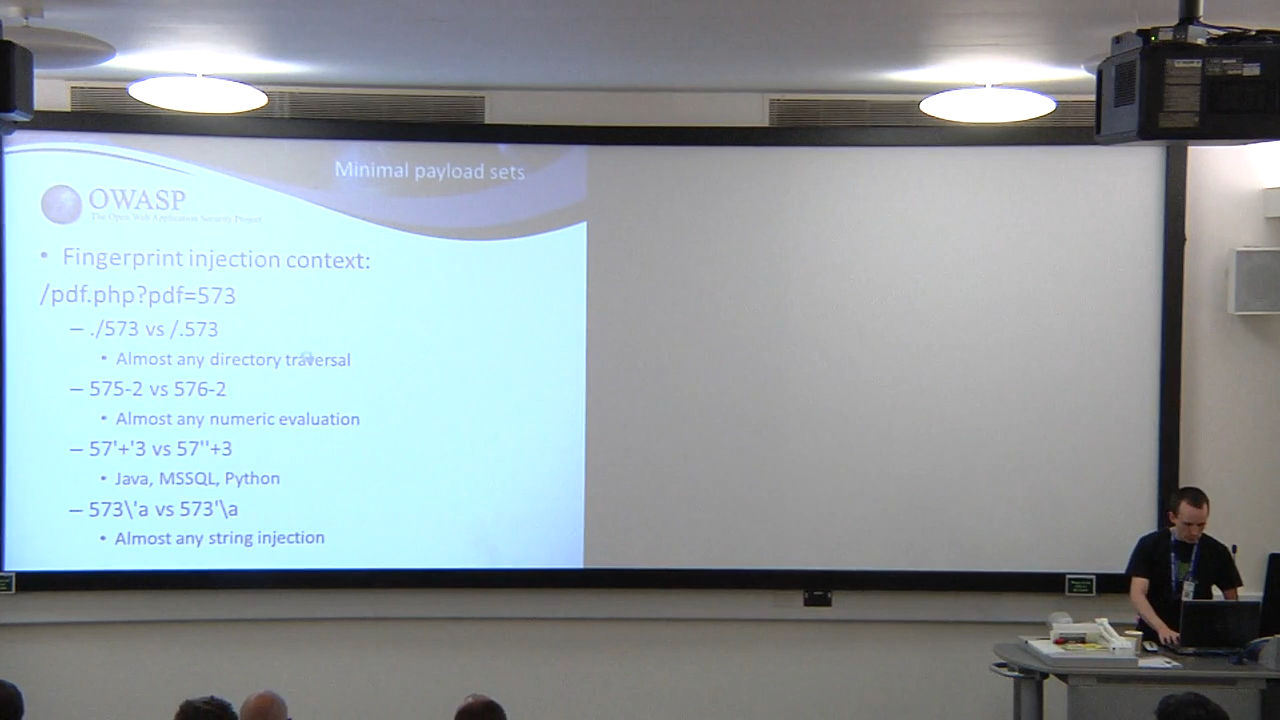 Minimal payload sets
OWASP
The Open Web Application Security Project
• Fingerprint injection context:
/pdf.php?pdf=573
– ./573 vs /.573
• Almost any directory traversal
– 575-2 vs 576-2
• Almost any numeric evaluation
– 57'+'3 vs 57''+3
• Java, MSSQL, Python
– 573\'a vs 573'\a
• Almost any string injection